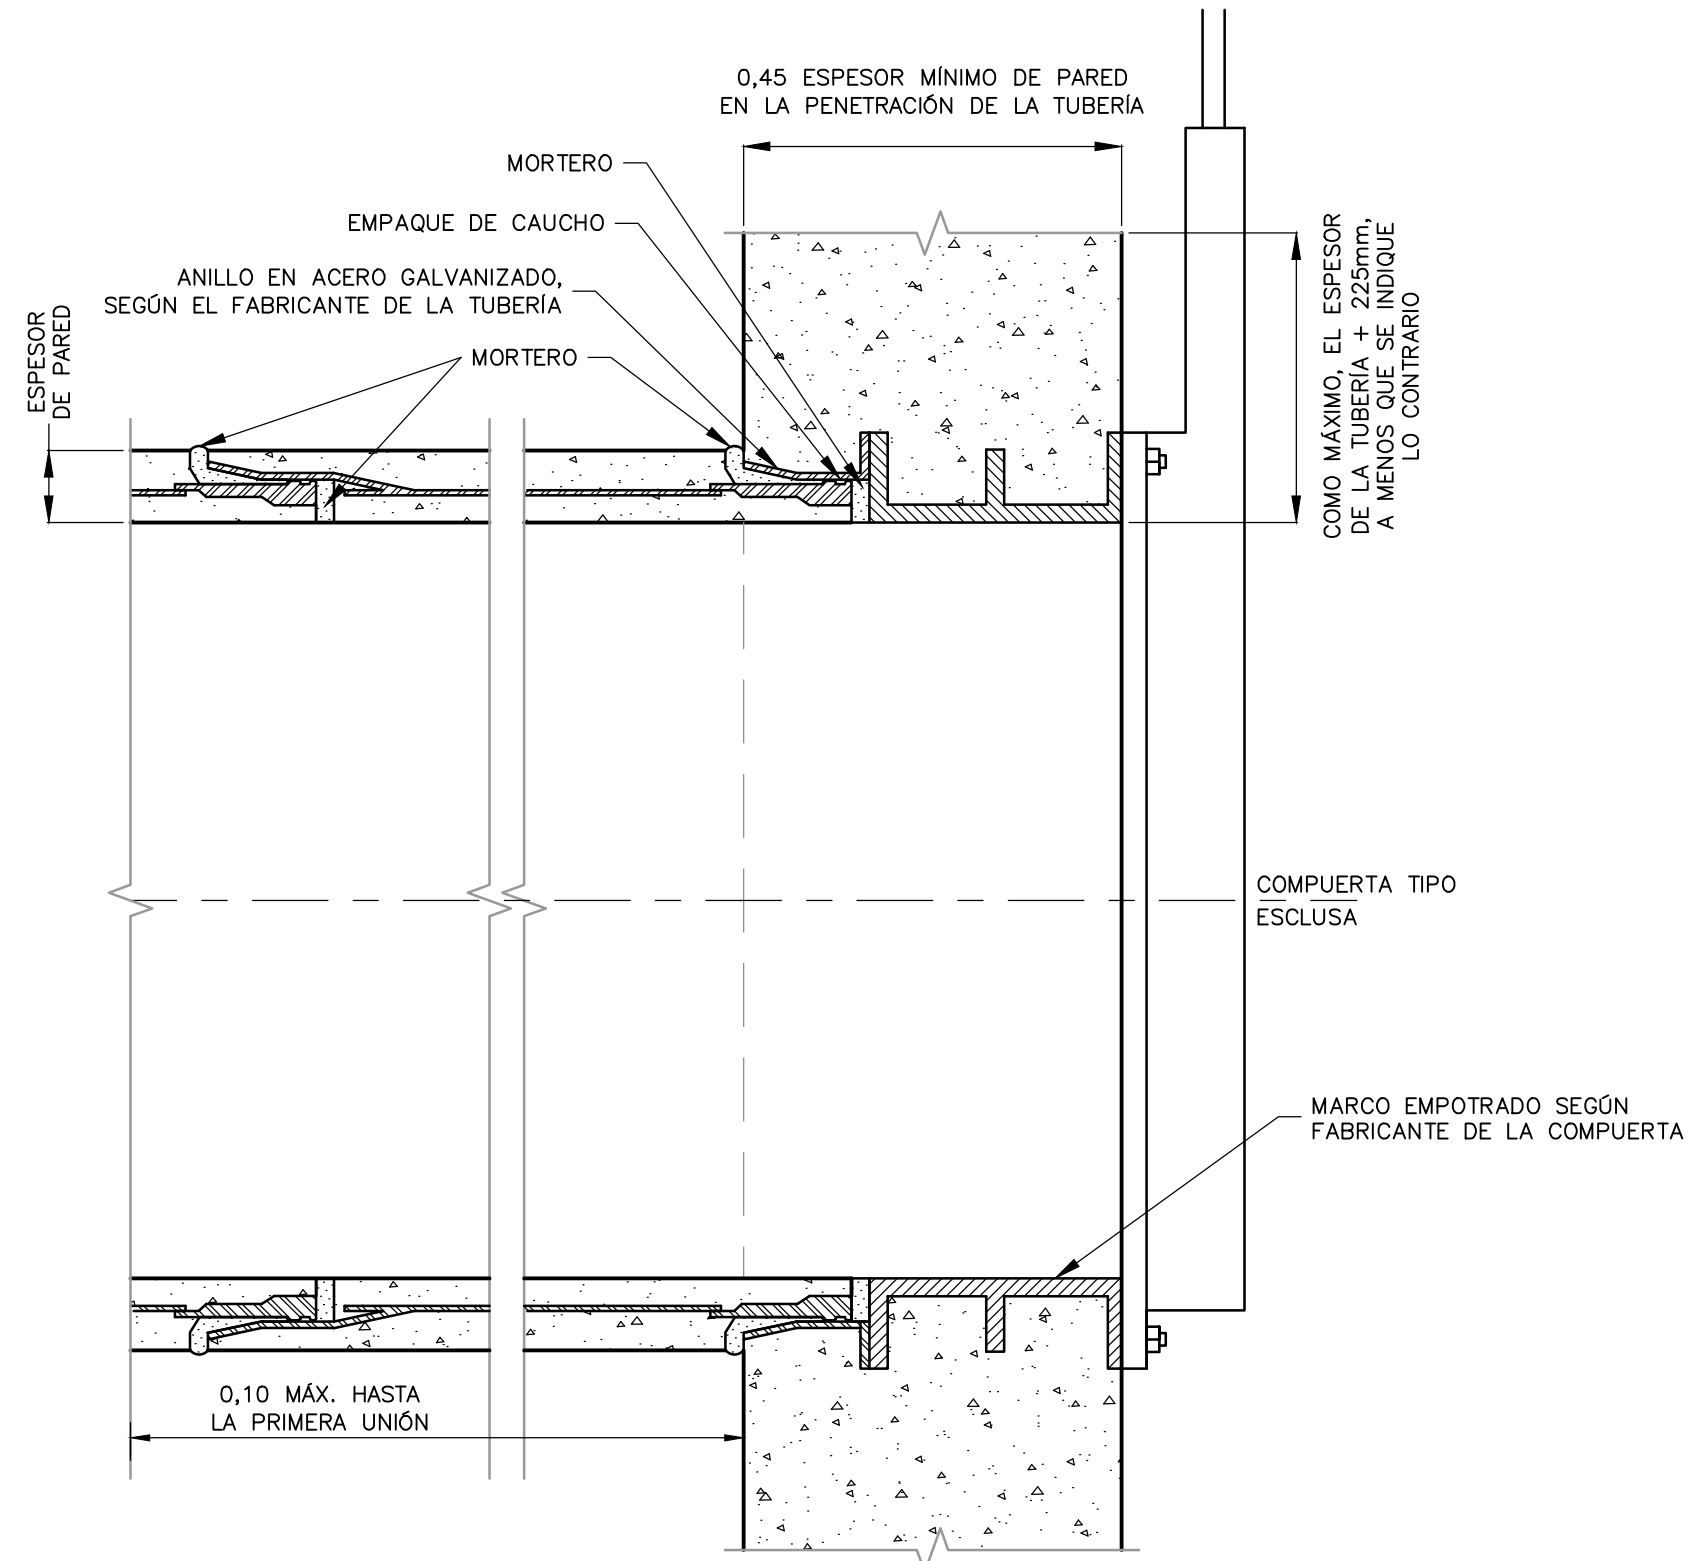 0,45 ESPESOR MÍNIMO DE PARED
EN LA PENETRACIÓN DE LA TUBERÍA
MORTERO
EMPAQUE DE CAUCHO
ANILLO EN ACERO GALVANIZADO,
SEGÚN EL FABRICANTE DE LA TUBERÍA
MORTERO
ESPESOR
DE PARED
COMO MÁXIMO, EL ESPESOR
DE LA TUBERÍA + 225mm,
A MENOS QUE SE INDIQUE
LO CONTRARIO
COMPUERTA TIPO
ESCLUSA
MARCO EMPOTRADO SEGÚN
FABRICANTE DE LA COMPUERTA
0,10 MÁX. HASTA
LA PRIMERA UNIÓN